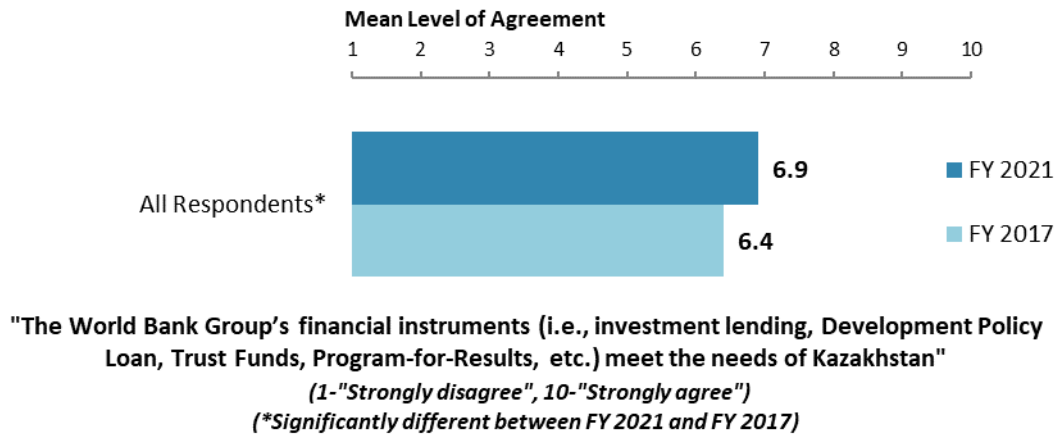 Mean Level of Agreement
1 2 3 4 5 6 7 8 9 10
6.9
FY 2021
All Respondents*
6.4
FY 2017
"The World Bank Group’s financial instruments (i.e., investment lending, Development Policy
Loan, Trust Funds, Program-for-Results, etc.) meet the needs of Kazakhstan"
(1-"Strongly disagree", 10-"Strongly agree")
(*Significantly different between FY 2021 and FY 2017)